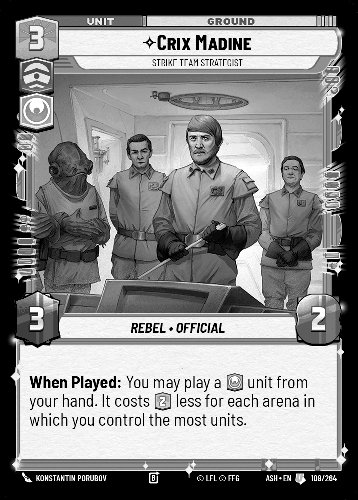 UNIT
GROUND
3
Crix Madine
STRIKE TEAM STRATEGIST
3
2
REBEL • OFFICIAL
When Played: You may play a unit from
your hand. It costs 2 less for each arena in
which you control the most units.
KONSTANTIN PORUBOV
© LFL © FFG
ASH • EN
108/264